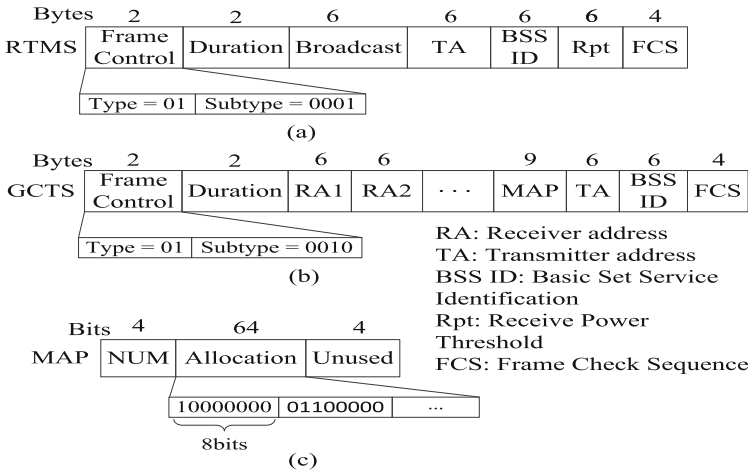 Bytes 2 2 6 6 6 6 4
RTMS Frame Control Duration Broadcast TA BSS ID Rpt FCS
Type = 01 Subtype = 0001
(a)
Bytes 2 2 6 6 9 6 6 4
GCTS Frame Control Duration RA1 RA2 ··· MAP TA BSS ID FCS
Type = 01 Subtype = 0010
(b)
RA: Receiver address
TA: Transmitter address
BSS ID: Basic Set Service
Identification
Rpt: Receive Power
Threshold
FCS: Frame Check Sequence
Bits 4 64 4
MAP NUM Allocation Unused
10000000 01100000 ···
8bits
(c)